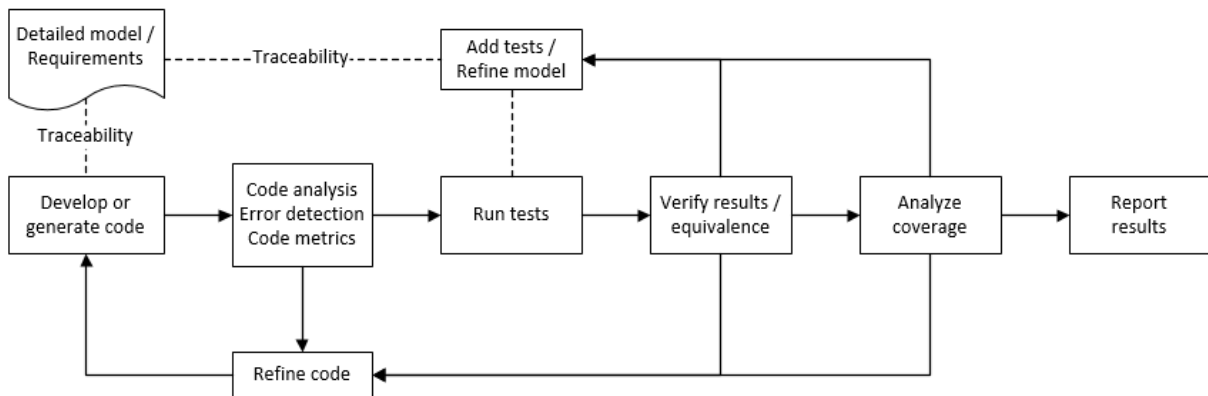 Detailed model /
Requirements
Traceability
Add tests /
Refine model
Traceability
Develop or
generate code
Code analysis
Error detection
Code metrics
Run tests
Verify results /
equivalence
Analyze
coverage
Report
results
Refine code